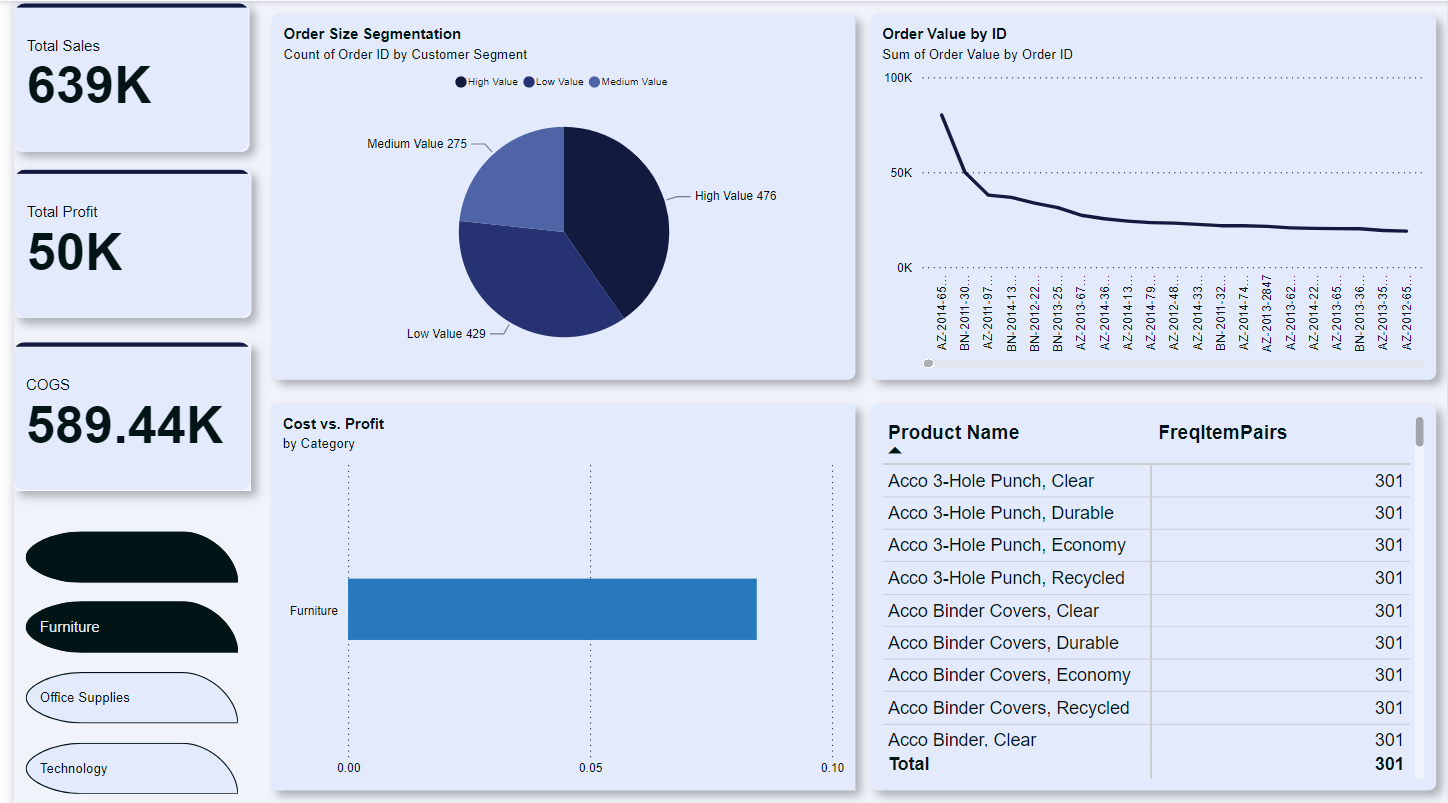 Total Sales
639K
Total Profit
50K
COGS
589.44K
Furniture
Office Supplies
Technology
Order Size Segmentation
Count of Order ID by Customer Segment
High Value Low Value Medium Value
Medium Value 275
High Value 476
Low Value 429
Order Value by ID
Sum of Order Value by Order ID
100K
50K
0K
AZ-2014-65...
BN-2011-30...
AZ-2011-97...
BN-2014-13...
BN-2012-22...
BN-2013-25...
AZ-2013-67...
AZ-2014-36...
AZ-2014-13...
AZ-2014-79...
AZ-2012-48...
AZ-2014-33...
BN-2011-32...
AZ-2014-74...
AZ-2013-2847
AZ-2013-62...
AZ-2014-22...
AZ-2013-65...
BN-2013-36...
AZ-2013-35...
AZ-2012-65...
Cost vs. Profit
by Category
Furniture
0.00 0.05 0.10
Product Name FreqItemPairs
Acco 3-Hole Punch, Clear 301
Acco 3-Hole Punch, Durable 301
Acco 3-Hole Punch, Economy 301
Acco 3-Hole Punch, Recycled 301
Acco Binder Covers, Clear 301
Acco Binder Covers, Durable 301
Acco Binder Covers, Economy 301
Acco Binder Covers, Recycled 301
Acco Binder, Clear 301
Total 301